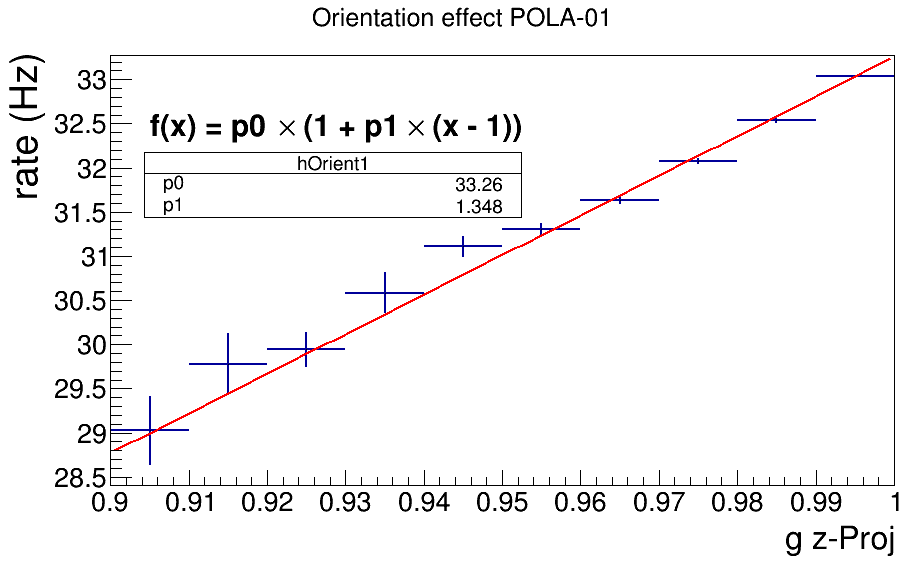 Orientation effect POLA-01
rate (Hz)
33
32.5
32
31.5
31
30.5
30
29.5
29
28.5
f(x) = p0 × (1 + p1 × (x - 1))
hOrient1
p0 33.26
p1 1.348
0.9 0.91 0.92 0.93 0.94 0.95 0.96 0.97 0.98 0.99 1
g z-Proj